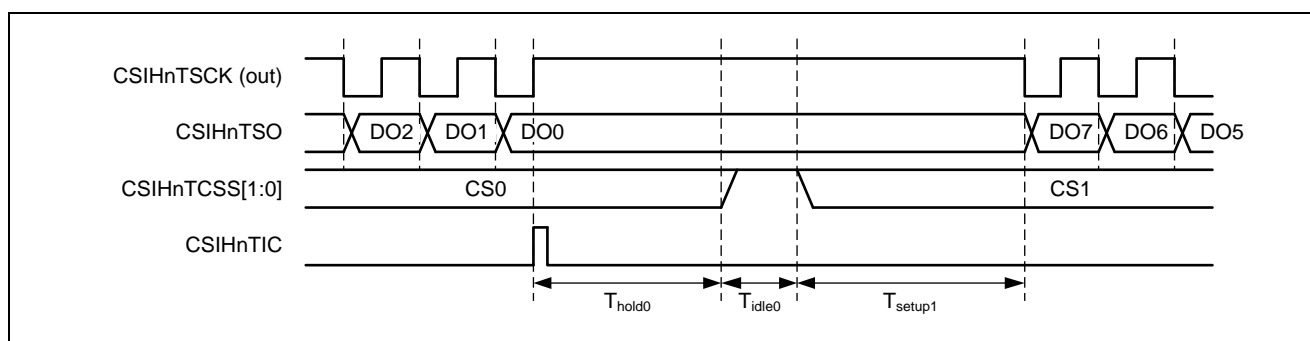 CSIHnTSCK (out)
CSIHnTSO DO2 DO1 DO0 DO7 DO6 DO5
CSIHnTCSS[1:0] CS0 CS1
CSIHnTIC
Thold0 Tidle0 Tsetup1